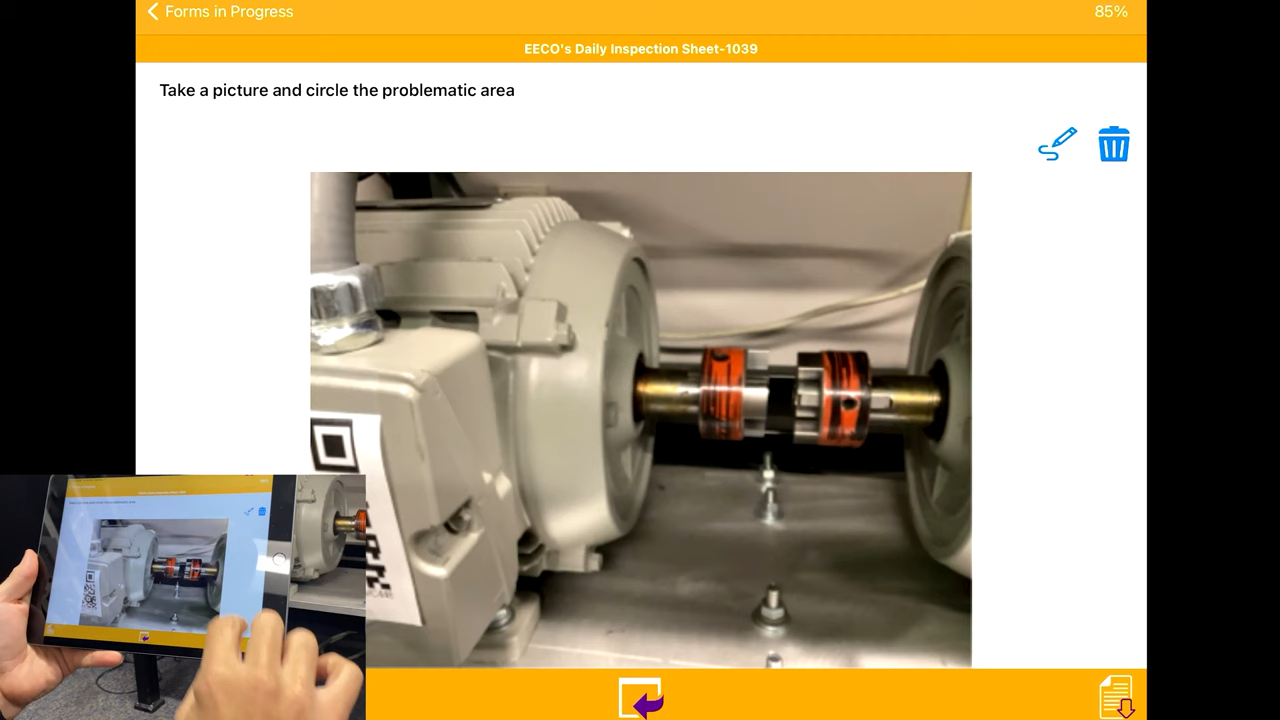 Forms in Progress
85%
EECO's Daily Inspection Sheet-1039
Take a picture and circle the problematic area